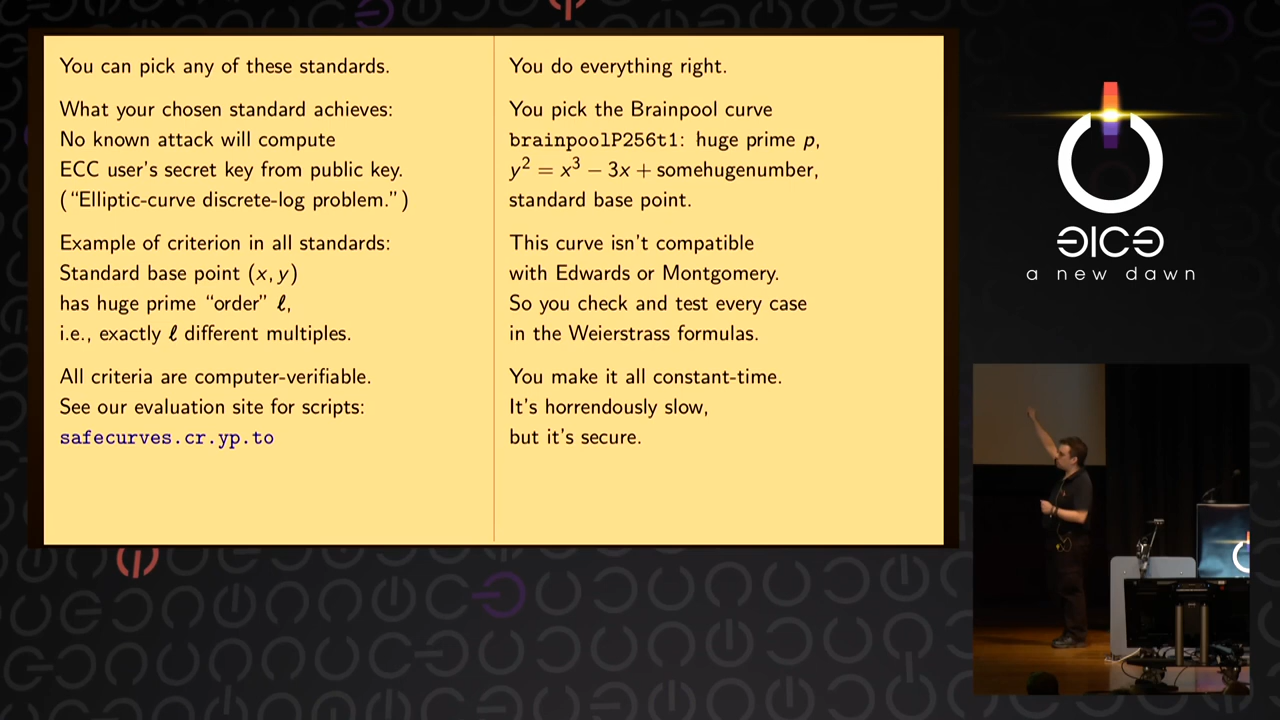 You can pick any of these standards.
What your chosen standard achieves:
No known attack will compute
ECC user's secret key from public key.
(“Elliptic-curve discrete-log problem.”)
Example of criterion in all standards:
Standard base point (x, y)
has huge prime “order” ℓ,
i.e., exactly ℓ different multiples.
All criteria are computer-verifiable.
See our evaluation site for scripts:
safecurves.cr.yp.to
You do everything right.
You pick the Brainpool curve
brainpoolP256t1: huge prime p,
y² = x³ − 3x + somehugenumber,
standard base point.
This curve isn't compatible
with Edwards or Montgomery.
So you check and test every case
in the Weierstrass formulas.
You make it all constant-time.
It's horrendously slow,
but it's secure.
a new dawn